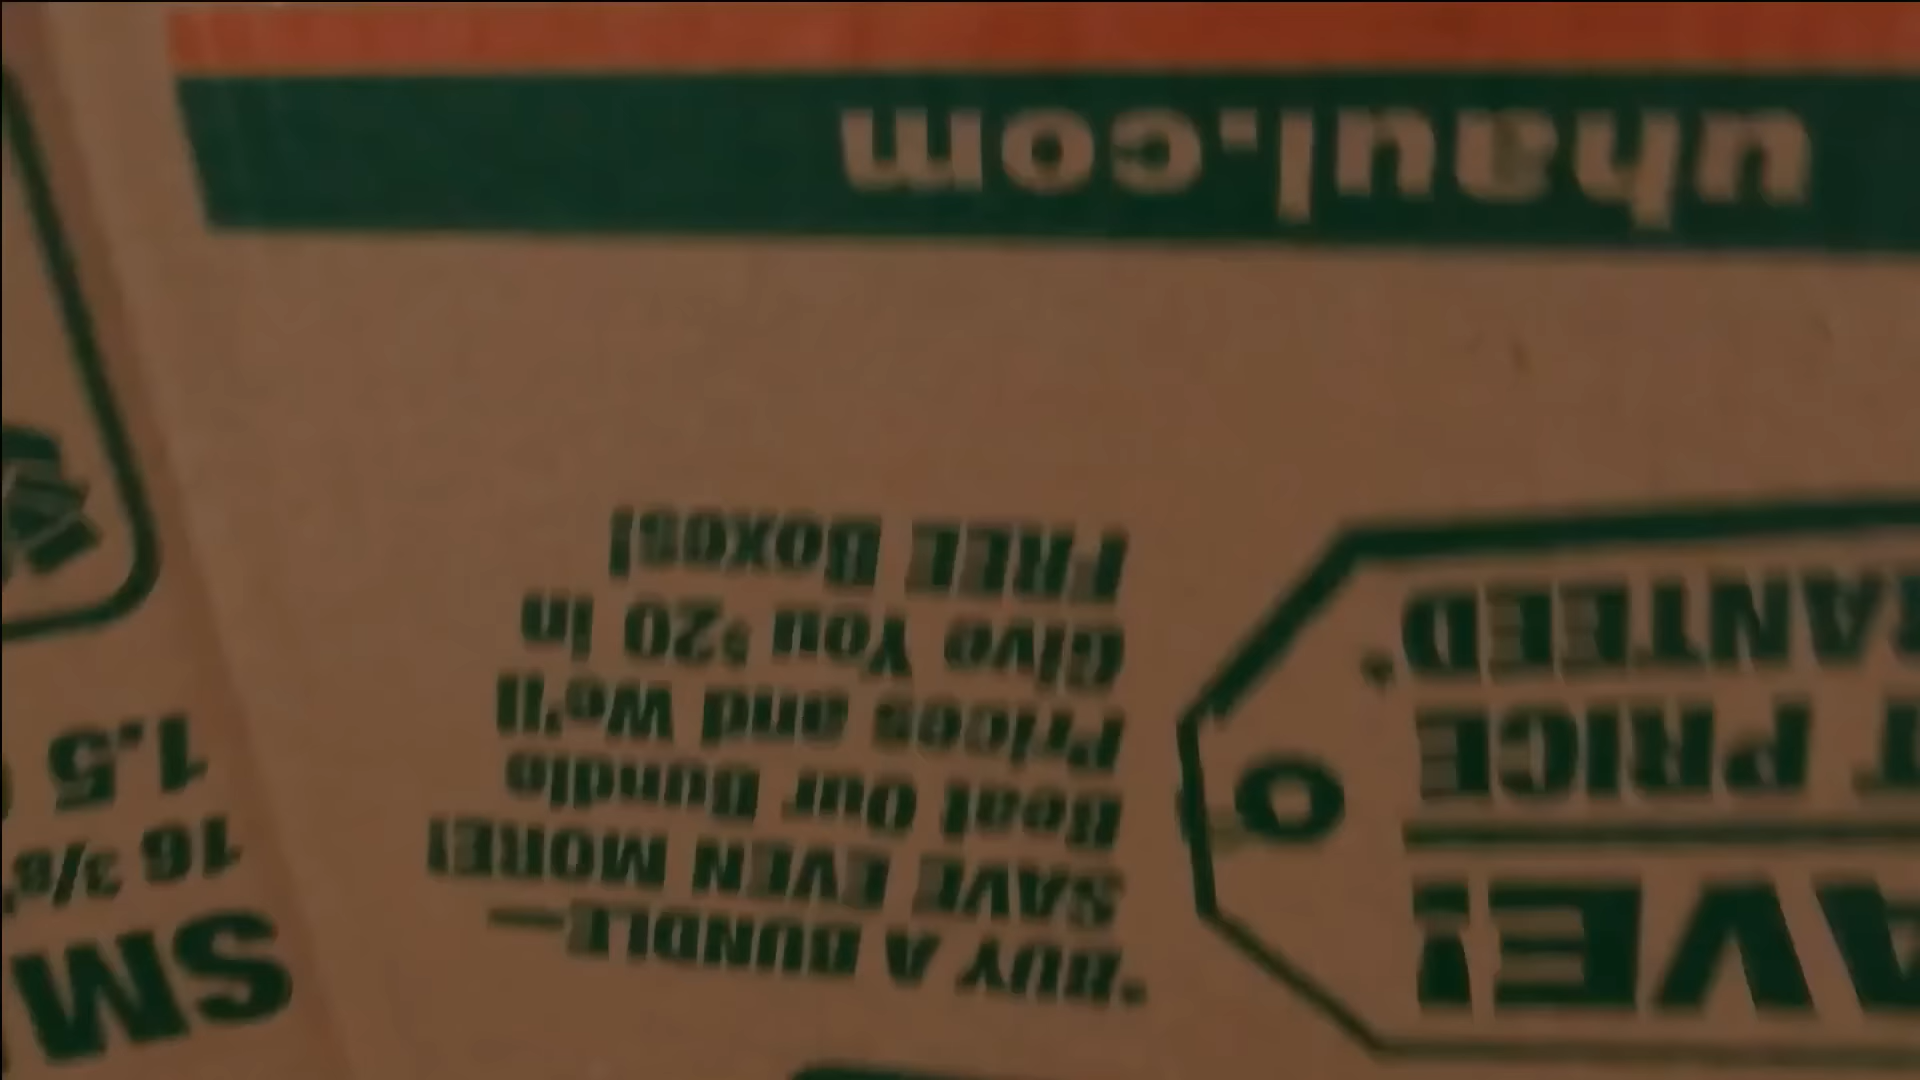 *BUY A BUNDLE—
SAVE EVEN MORE!
Beat Our Bundle
Prices and We'll
Give You $20 in
FREE Boxes!
AVE!
T PRICE
RANTED*
SM
16 3/8"
1.5
uhaul.com